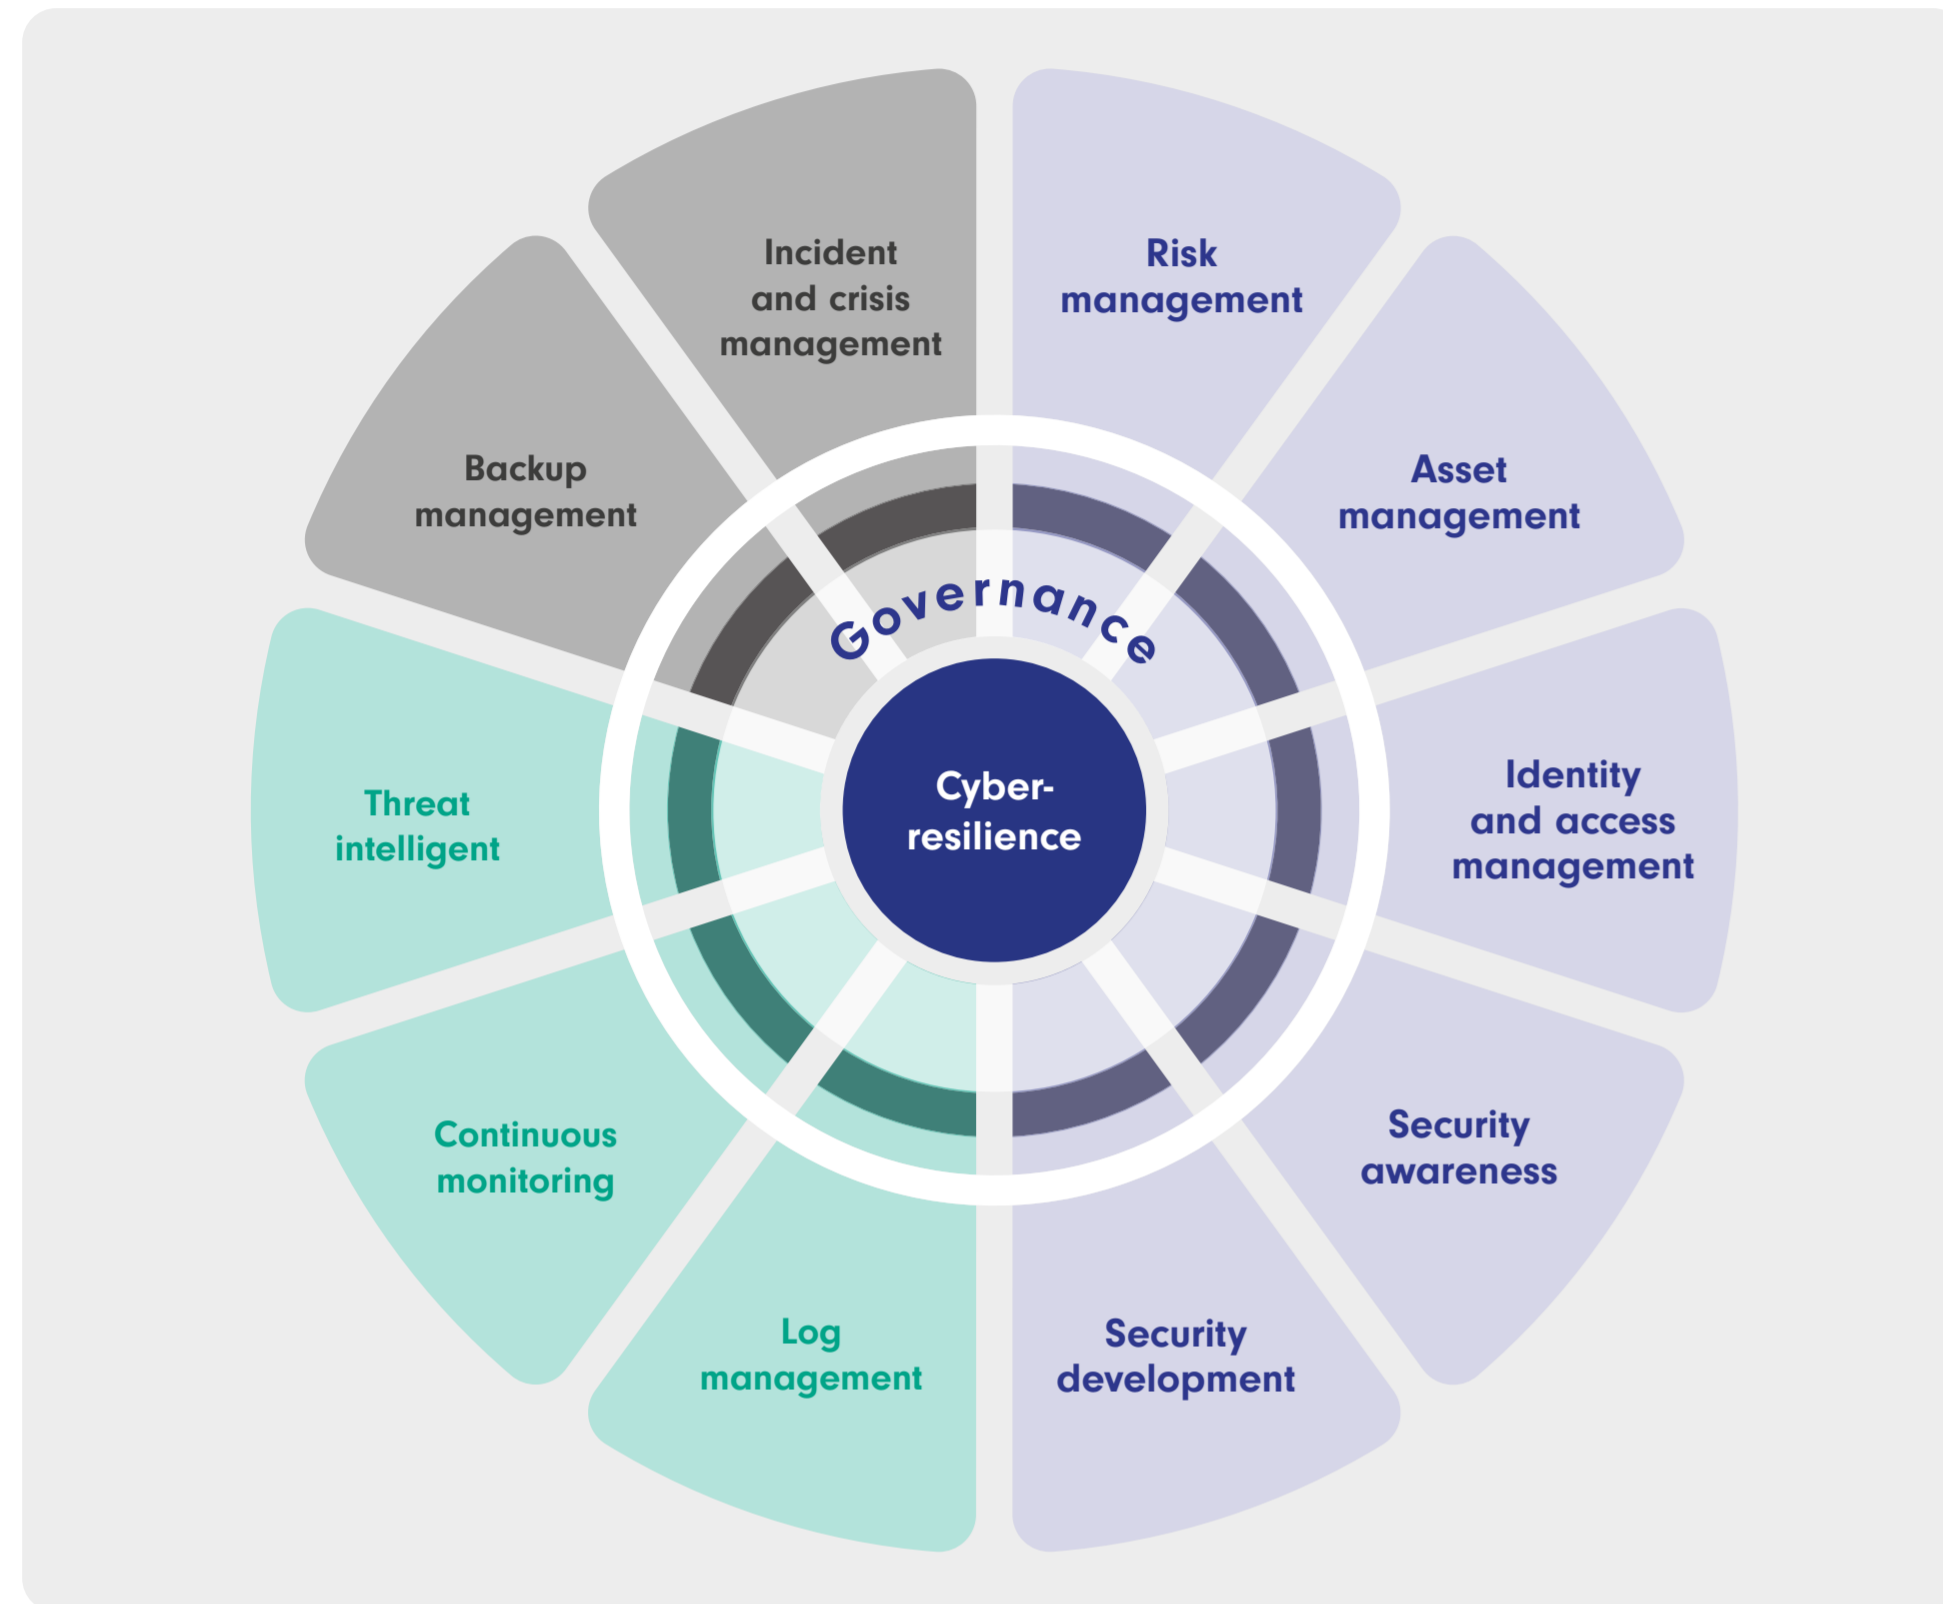 Incident
and crisis
management
Risk
management
Asset
management
Identity
and access
management
Security
awareness
Security
development
Log
management
Continuous
monitoring
Threat
intelligent
Backup
management
Governance
Cyber-
resilience